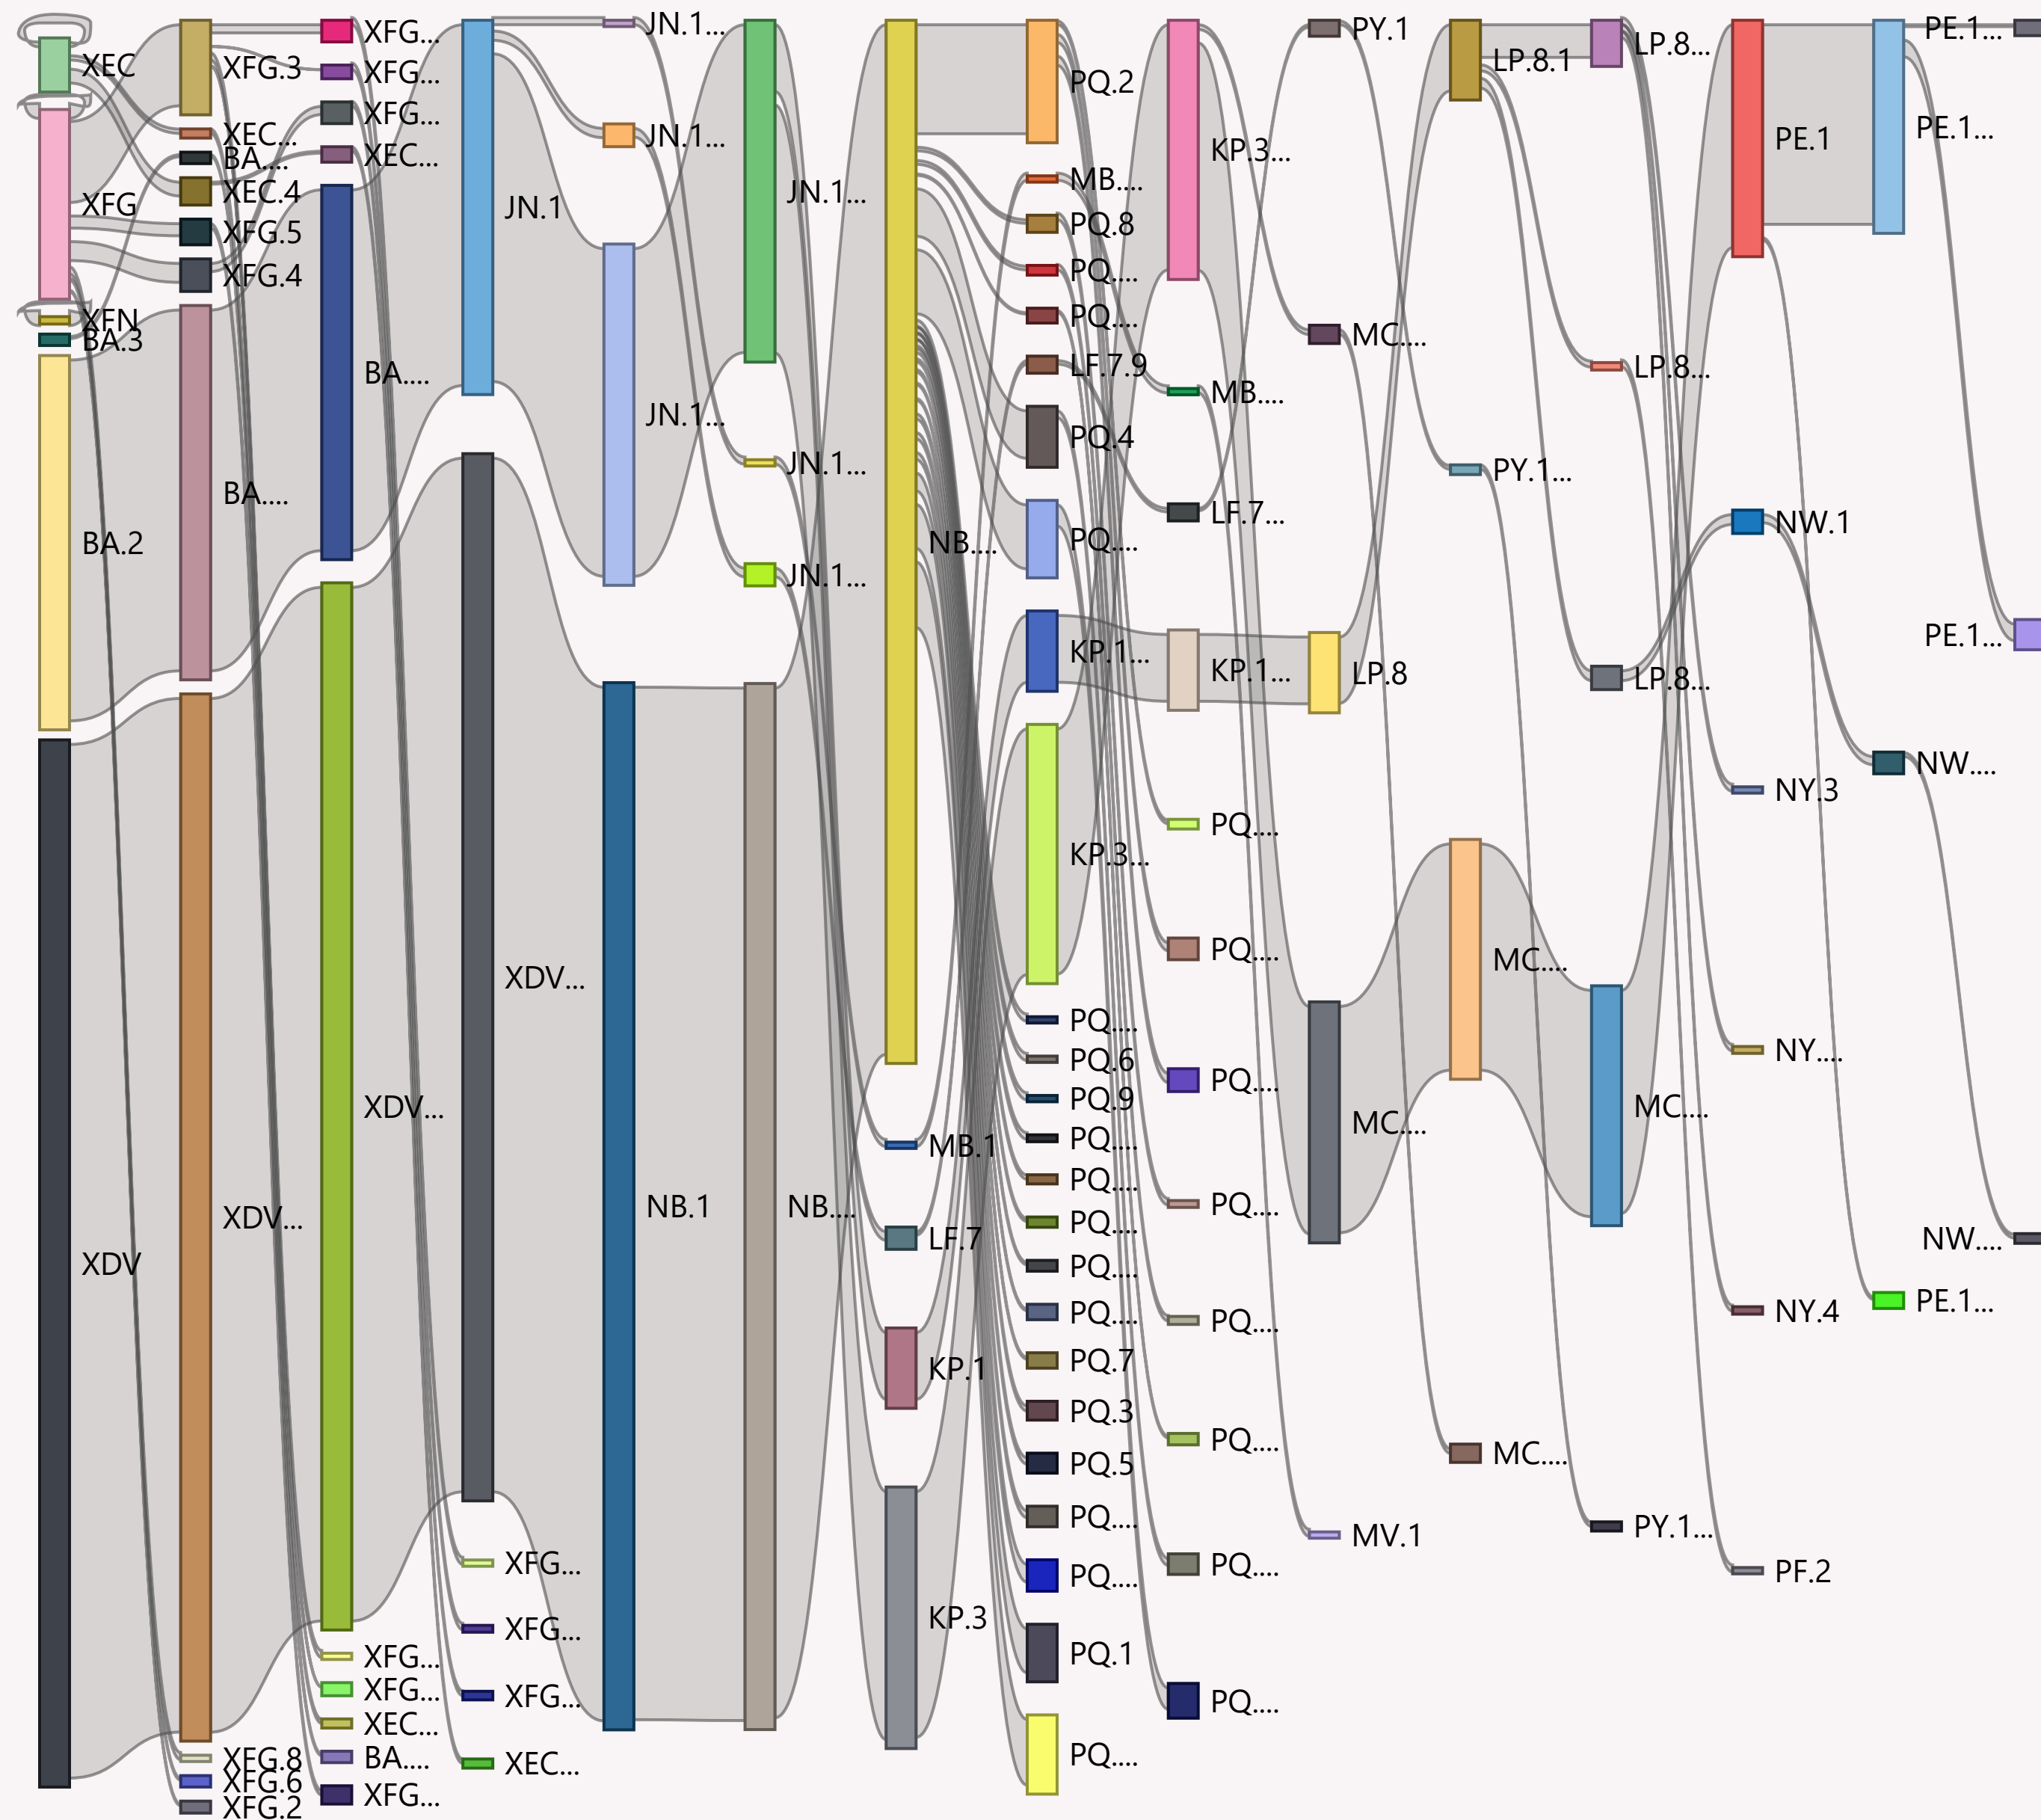 XEC
XFG
XFN
BA.3
BA.2
XDV
XFG.3
XEC...
BA....
XEC.4
XFG.5
XFG.4
BA....
XDV...
XFG.8
XFG.6
XFG.2
XFG...
XFG...
XFG...
XEC...
BA....
XDV...
XFG...
XFG...
XEC...
BA....
XFG...
JN.1
XDV...
XFG...
XFG...
XFG...
XEC...
JN.1...
JN.1...
JN.1...
NB.1
JN.1...
JN.1...
JN.1...
NB....
NB....
MB.1
LF.7
KP.1
KP.3
PQ.2
MB....
PQ.8
PQ....
PQ....
LF.7.9
PQ.4
PQ....
KP.1...
KP.3...
PQ....
PQ.6
PQ.9
PQ....
PQ....
PQ....
PQ....
PQ....
PQ.7
PQ.3
PQ.5
PQ....
PQ....
PQ.1
PQ....
KP.3...
MB....
LF.7...
KP.1...
PQ....
PQ....
PQ....
PQ....
PQ....
PQ....
PQ....
PQ....
PY.1
MC....
LP.8
MC....
MV.1
LP.8.1
PY.1...
MC....
MC....
LP.8...
LP.8...
LP.8...
MC....
PY.1...
PE.1
NW.1
NY.3
NY....
NY.4
PF.2
PE.1...
NW....
PE.1...
PE.1...
PE.1...
NW....